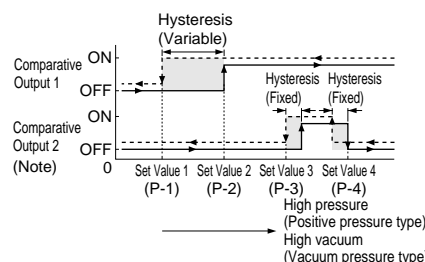 Hysteresis
(Variable)
Comparative
Output 1
ON
OFF
Hysteresis
(Fixed)
Hysteresis
(Fixed)
Comparative
Output 2
(Note)
ON
OFF
0
Set Value 1
(P-1)
Set Value 2
(P-2)
Set Value 3
(P-3)
Set Value 4
(P-4)
High pressure
(Positive pressure type)
High vacuum
(Vacuum pressure type)